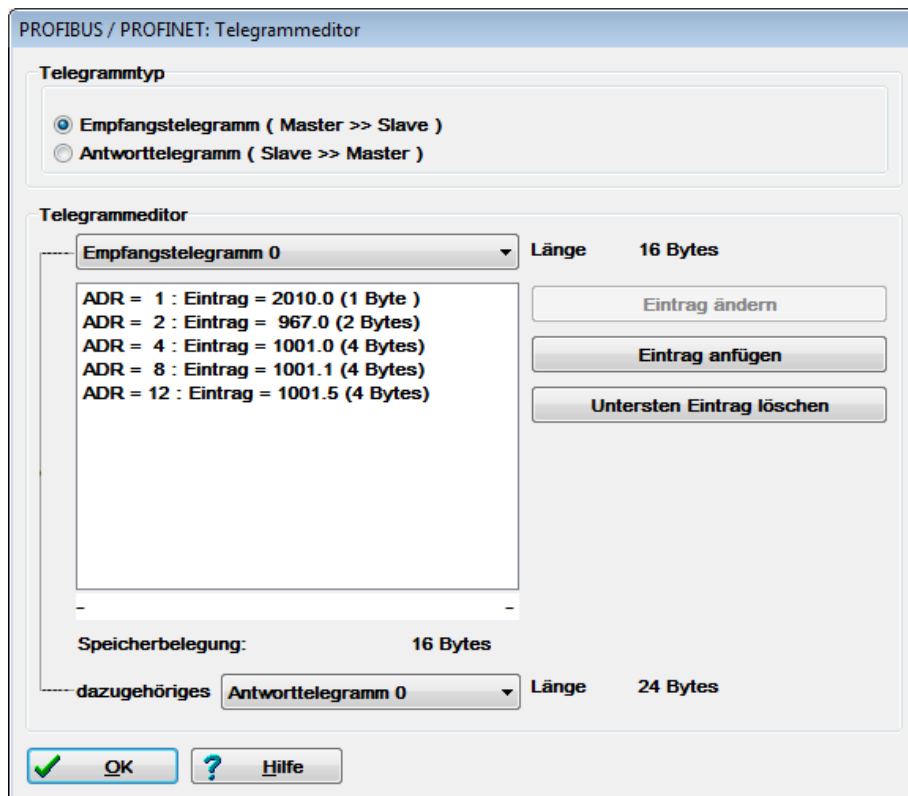 PROFIBUS / PROFINET: Telegrammeditor
Telegrammtyp
Empfangstelegramm ( Master >> Slave )
Antworttelegramm ( Slave >> Master )
Telegrammeditor
Empfangstelegramm 0 Länge 16 Bytes
ADR = 1 : Eintrag = 2010.0 (1 Byte )
ADR = 2 : Eintrag = 967.0 (2 Bytes)
ADR = 4 : Eintrag = 1001.0 (4 Bytes)
ADR = 8 : Eintrag = 1001.1 (4 Bytes)
ADR = 12 : Eintrag = 1001.5 (4 Bytes)
Eintrag ändern
Eintrag anfügen
Untersten Eintrag löschen
- -
Speicherbelegung: 16 Bytes
dazugehöriges Antworttelegramm 0 Länge 24 Bytes
OK ? Hilfe